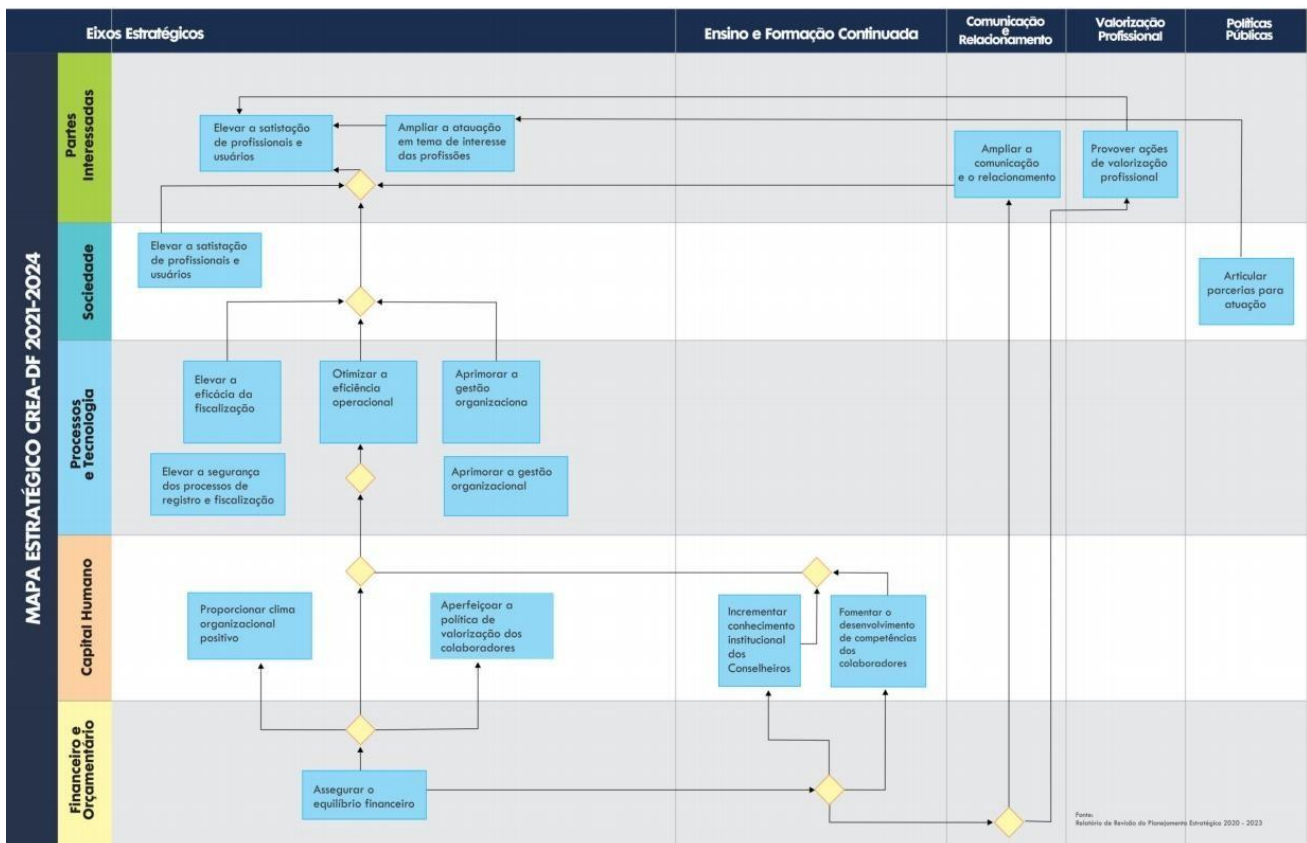 MAPA ESTRATÉGICO CREA-DF 2021-2024
Eixos Estratégicos
Ensino e Formação Continuada
Comunicação
e
Relacionamento
Valorização
Profissional
Políticas
Públicas
Partes
Interessadas
Elevar a satistação
de profissionais e
usuários
Ampliar a atauação
em tema de interesse
das profissões
Ampliar a
comunicação
e o relacionamento
Provover ações
de valorização
profissional
Sociedade
Elevar a satistação
de profissionais e
usuários
Articular
parcerias para
atuação
Processos
e Tecnologia
Elevar a
eficácia da
fiscalização
Otimizar a
eficiência
operacional
Aprimorar a
gestão
organizaciona
Elevar a segurança
dos processos de
registro e fiscalização
Aprimorar a gestão
organizacional
Capital Humano
Proporcionar clima
organizacional
positivo
Aperfeiçoar a
política de
valorização dos
colaboradores
Incrementar
conhecimento
institucional
dos
Conselheiros
Fomentar o
desenvolvimento
de competências
dos
colaboradores
Financeiro e
Orçamentário
Assegurar o
equilíbrio financeiro
Fonte:
Relatório de Revisão do Planejamento Estratégico 2020 - 2023